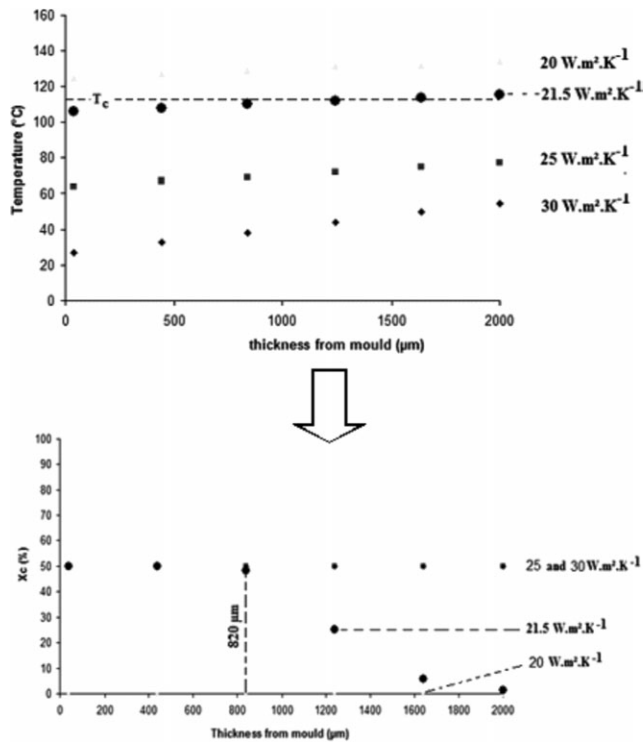 160
140
120
100
80
60
40
20
0
Temperature (°C)
Tc
20 W.m².K⁻¹
21.5 W.m².K⁻¹
25 W.m².K⁻¹
30 W.m².K⁻¹
0 500 1000 1500 2000
thickness from mould (µm)
100
90
80
70
60
50
40
30
20
10
0
Xc (%)
820 µm
25 and 30W.m².K⁻¹
21.5 W.m².K⁻¹
20 W.m².K⁻¹
0 200 400 600 800 1000 1200 1400 1600 1800 2000
Thickness from mould (µm)